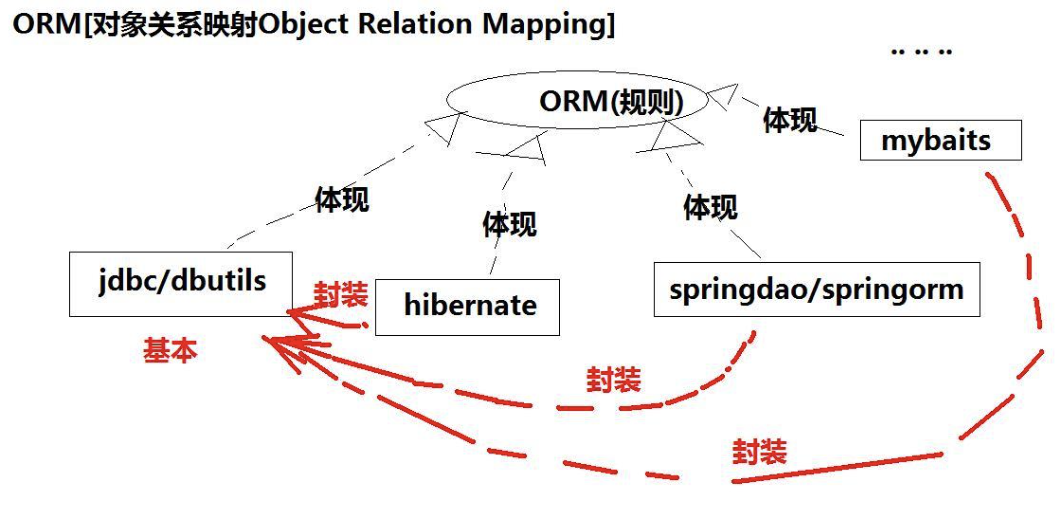 ORM[对象关系映射Object Relation Mapping]
.. .. ..
ORM(规则)
体现
mybaits
体现
体现
体现
jdbc/dbutils
封装
hibernate
springdao/springorm
基本
封装
封装